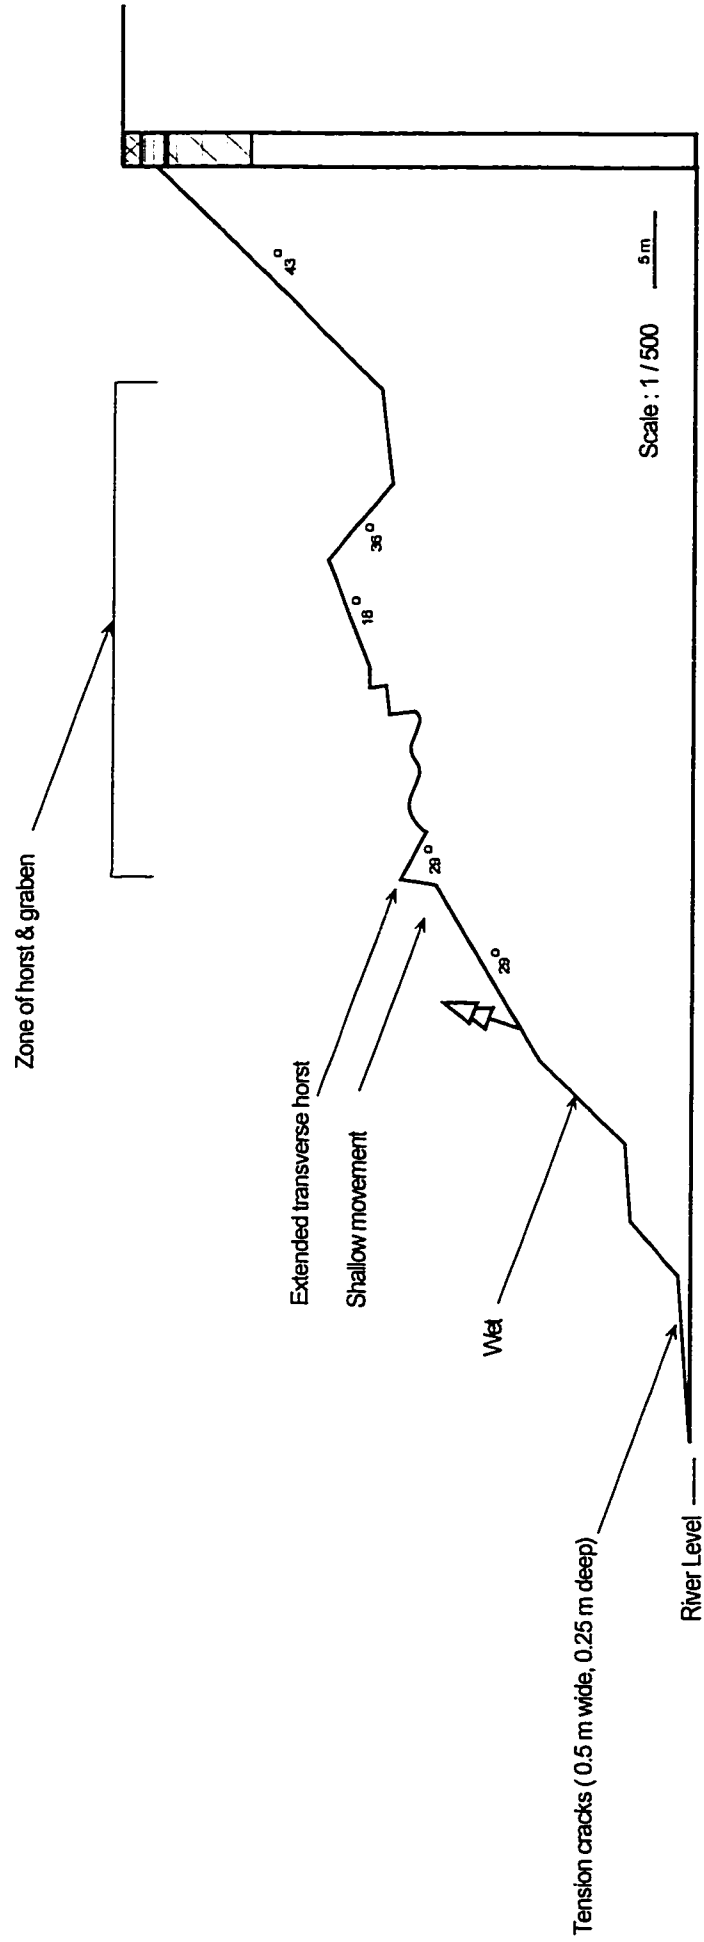 Zone of horst & graben
Extended transverse horst
Shallow movement
Wet
Tension cracks ( 0.5 m wide, 0.25 m deep)
River Level
29°
29°
18°
36°
43°
Scale : 1 / 500
5 m